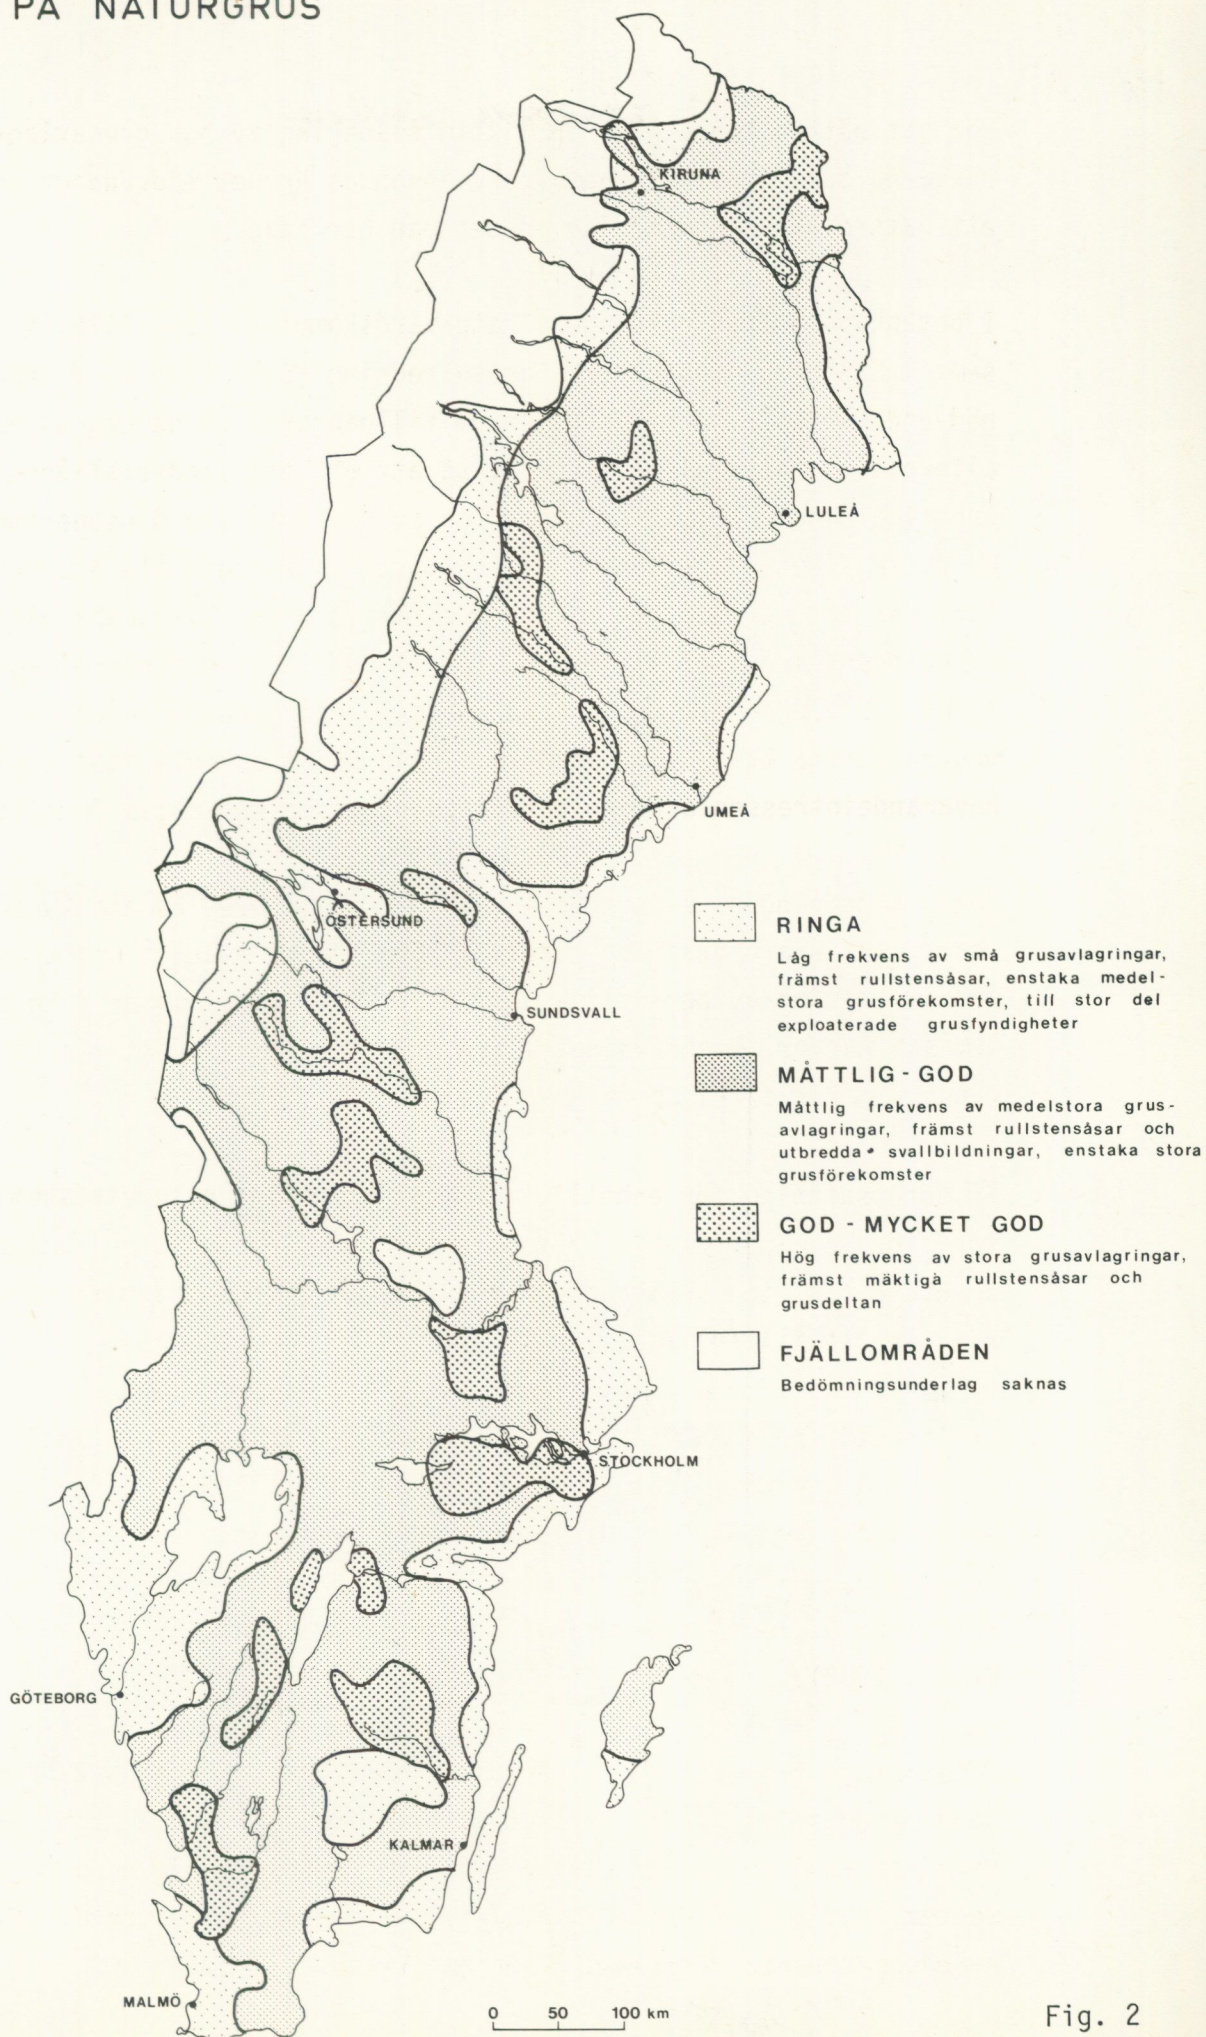 PÅ NATURGRUS
KIRUNA
LULEÅ
UMEÅ
ÖSTERSUND
RINGA
Låg frekvens av små grusavlagringar,
främst rullstensåsar, enstaka medel-
stora grusförekomster, till stor del
exploaterade grusfyndigheter
SUNDSVALL
MÅTTLIG - GOD
Måttlig frekvens av medelstora grus-
avlagringar, främst rullstensåsar och
utbredda svallbildningar, enstaka stora
grusförekomster
GOD - MYCKET GOD
Hög frekvens av stora grusavlagringar,
främst mäktiga rullstensåsar och
grusdeltan
FJÄLLOMRÅDEN
Bedömningsunderlag saknas
STOCKHOLM
GÖTEBORG
KALMAR
MALMÖ
0 50 100 km
Fig. 2